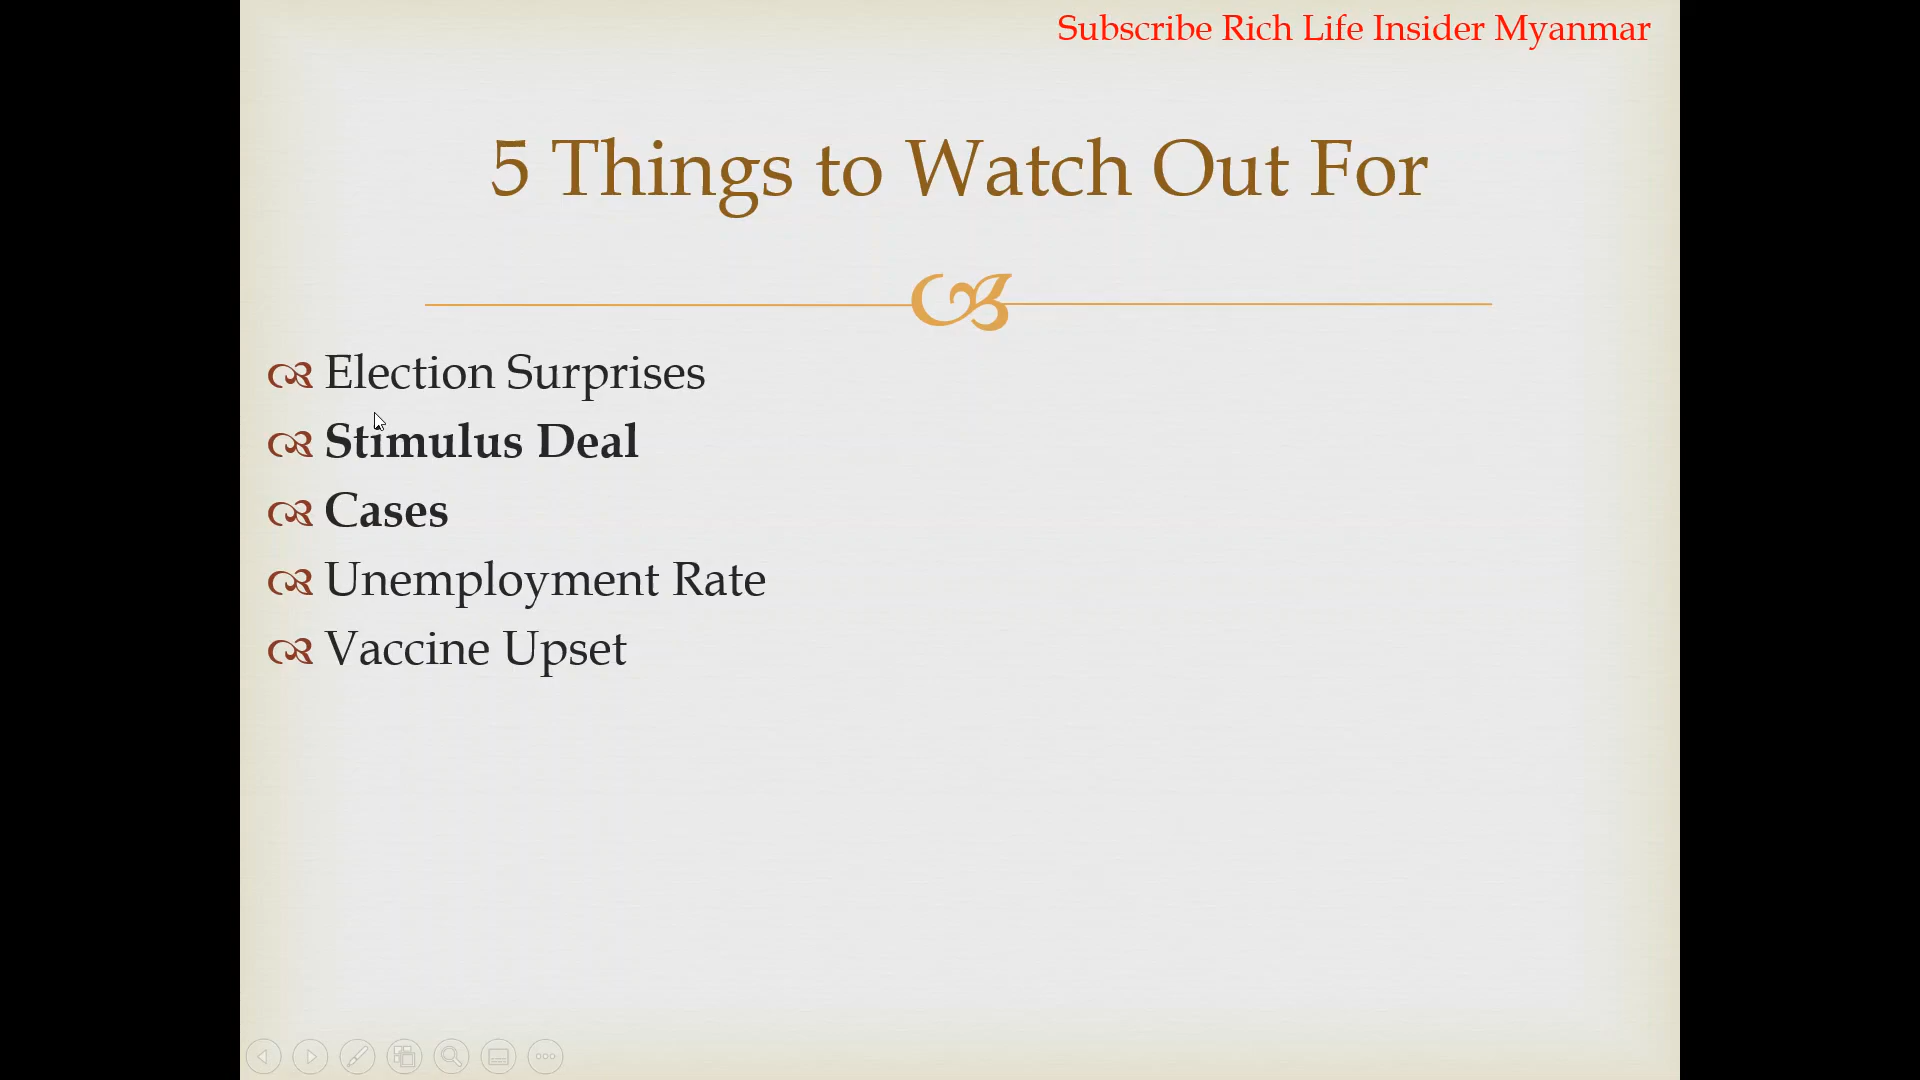 Subscribe Rich Life Insider Myanmar
5 Things to Watch Out For
Election Surprises
Stimulus Deal
Cases
Unemployment Rate
Vaccine Upset